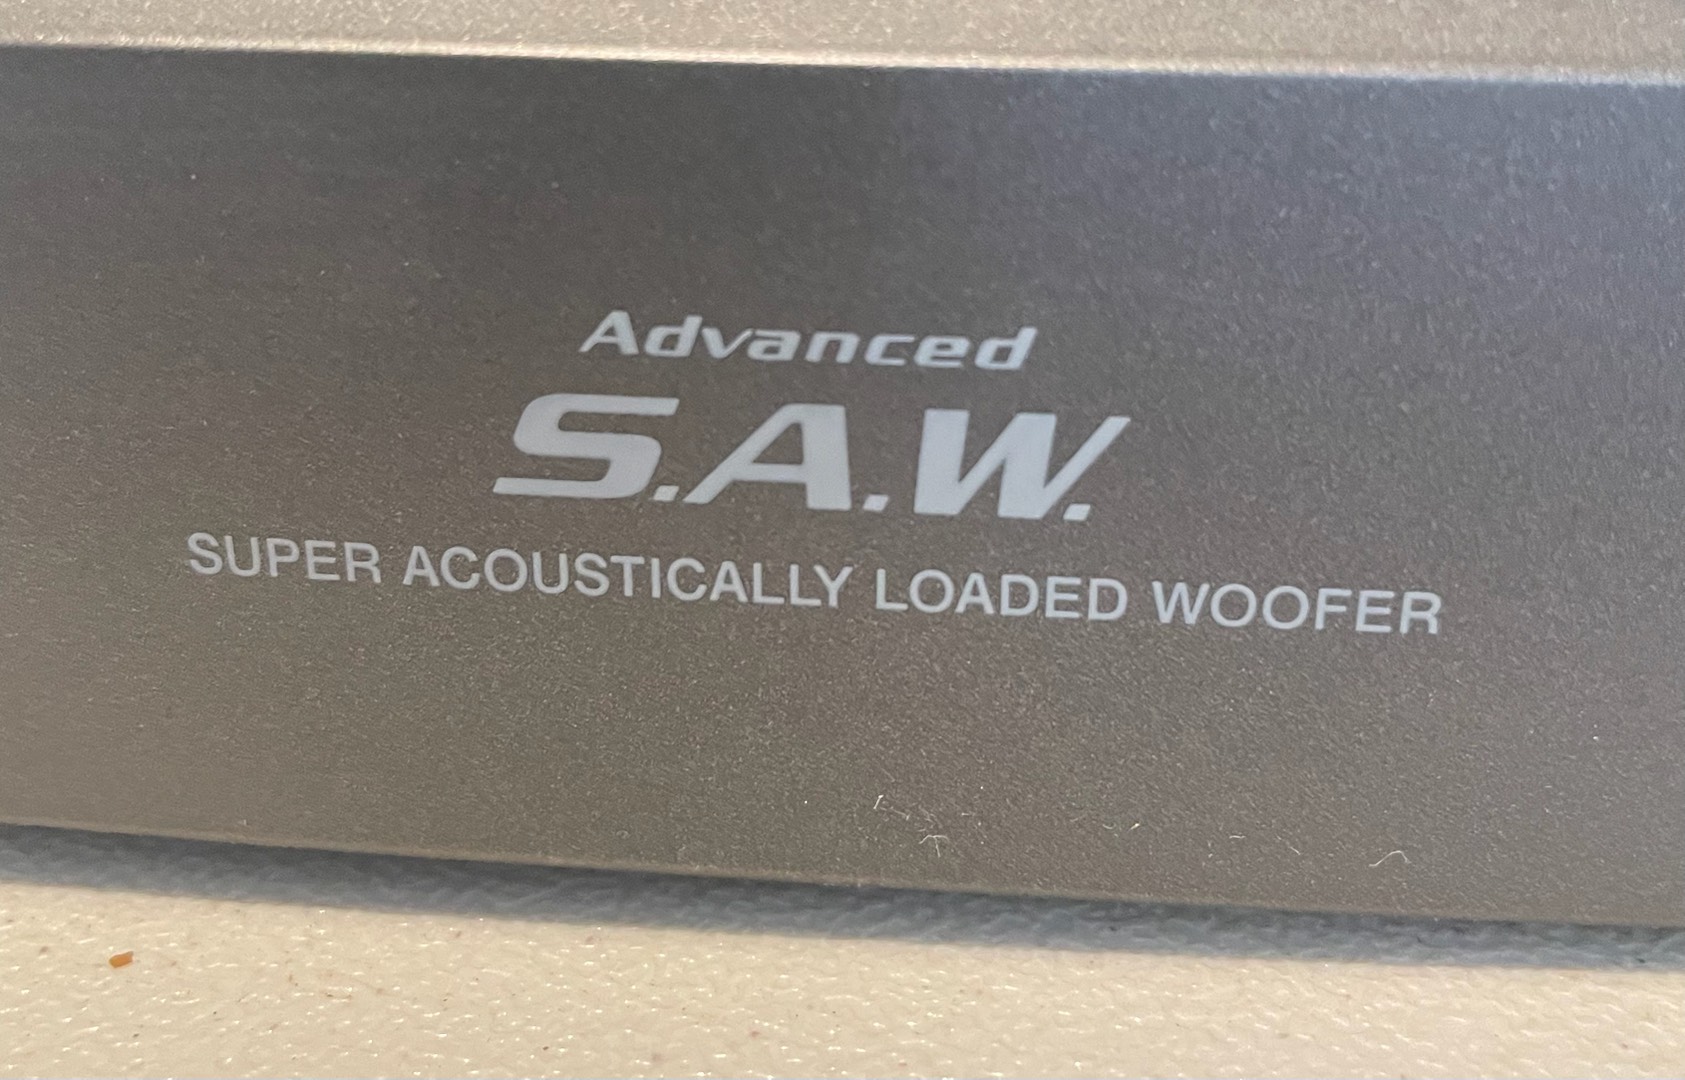 Advanced
S.A.W.
SUPER ACOUSTICALLY LOADED WOOFER